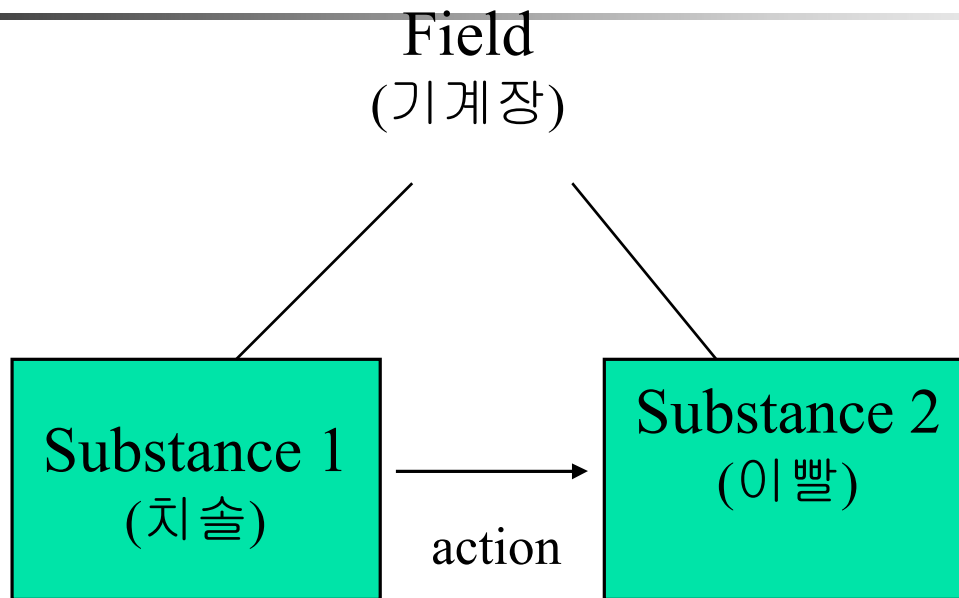 Field
(기계장)
Substance 1
(치솔)
action
Substance 2
(이빨)